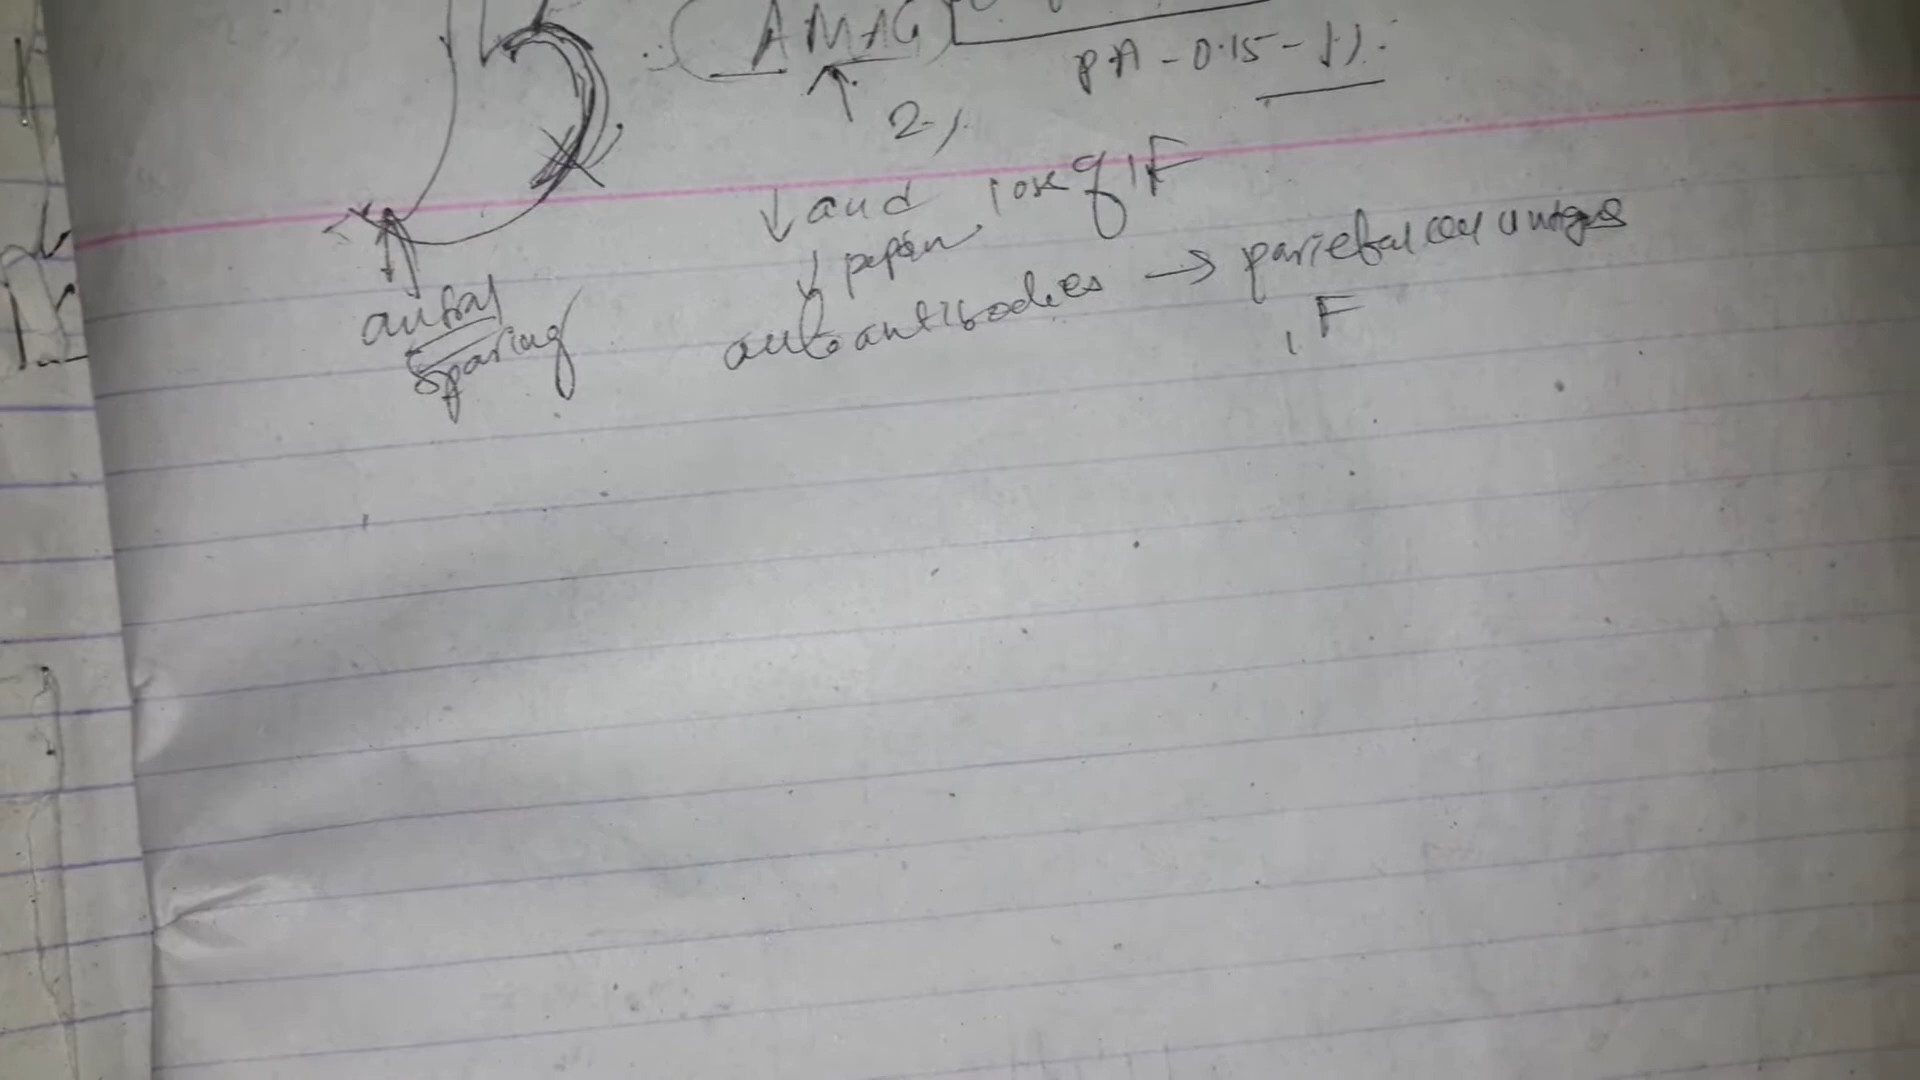 AMAG
PA - 0.15 - 1%.
2%
↓ acid loss of IF
↓ pepsin
autoantibodies → parietal cell antigens
IF
antral
sparing